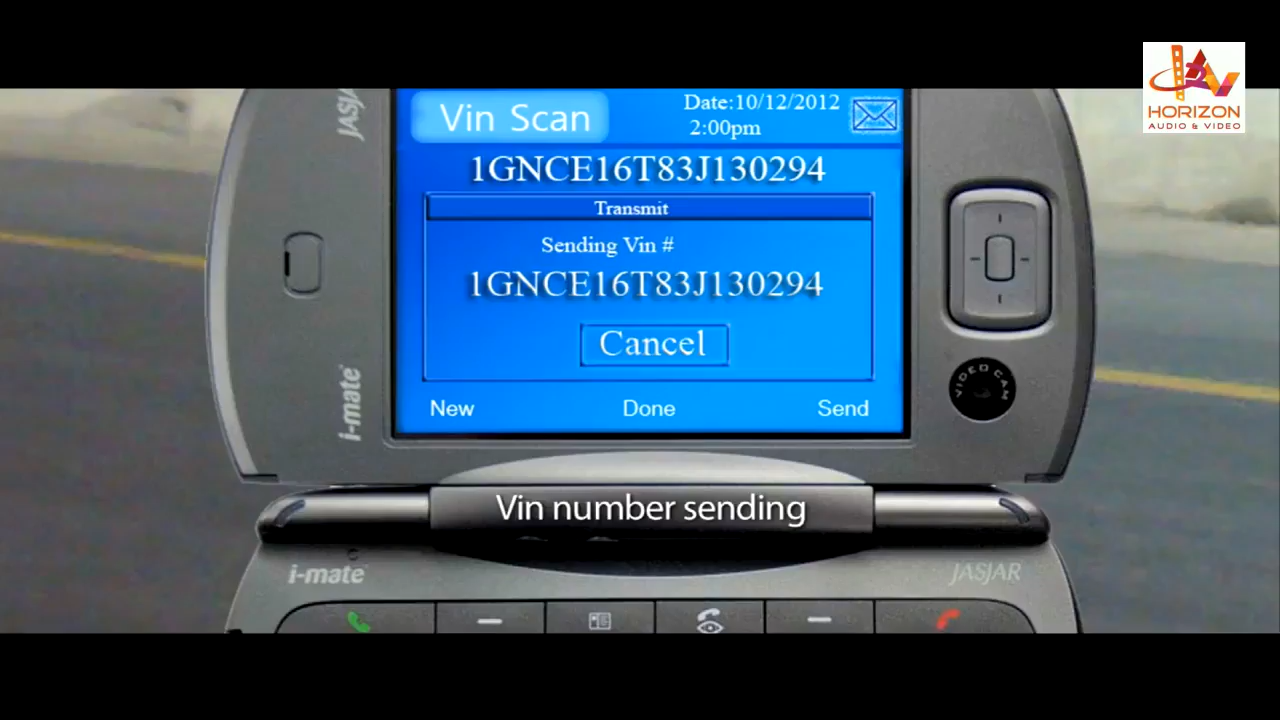 HORIZON
AUDIO & VIDEO
Vin Scan
Date:10/12/2012
2:00pm
1GNCE16T83J130294
Transmit
Sending Vin #
1GNCE16T83J130294
Cancel
New
Done
Send
i-mate
VIDEO CAM
Vin number sending
i-mate
JASJAR